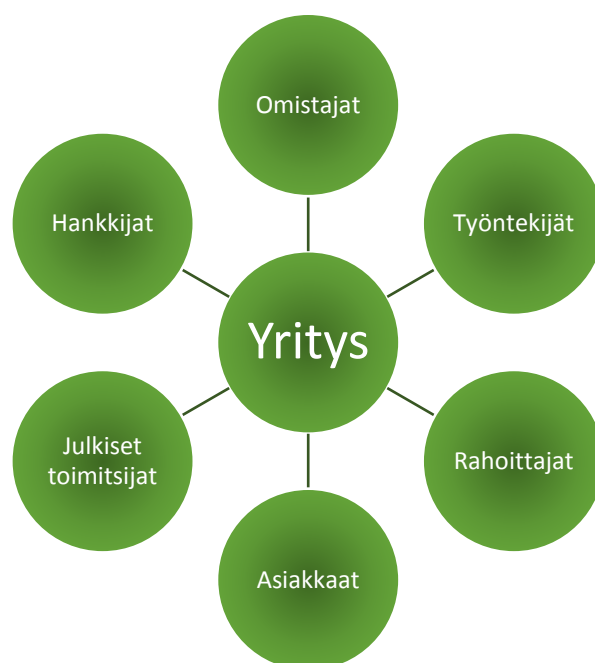 Omistajat
Hankkijat
Työntekijät
Yritys
Julkiset
toimitsijat
Rahoittajat
Asiakkaat